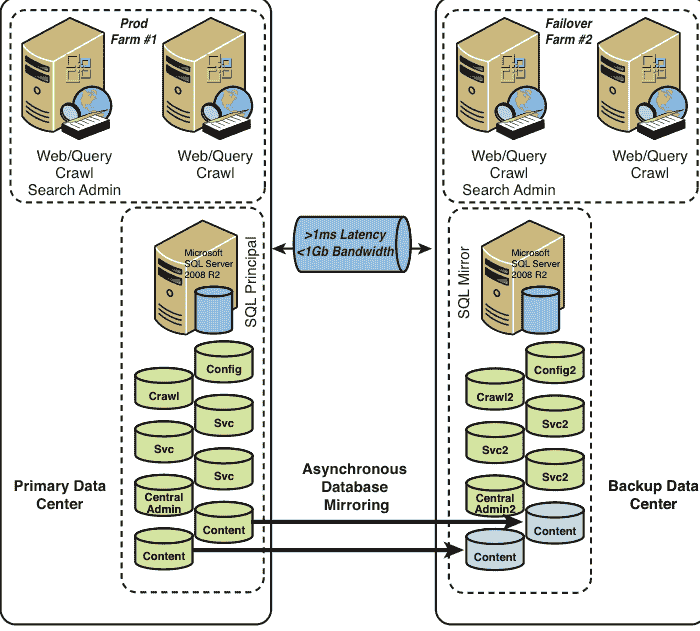 Prod
Farm #1
Web/Query
Crawl
Search Admin
Web/Query
Crawl
Failover
Farm #2
Web/Query
Crawl
Search Admin
Web/Query
Crawl
>1ms Latency
<1Gb Bandwidth
Microsoft
SQL Server
2008 R2
SQL Principal
Config
Crawl
Svc
Svc
Svc
Central
Admin
Content
Content
Primary Data
Center
Asynchronous
Database
Mirroring
SQL Mirror
Microsoft
SQL Server
2008 R2
Config2
Crawl2
Svc2
Svc2
Svc2
Central
Admin2
Content
Content
Backup Data
Center